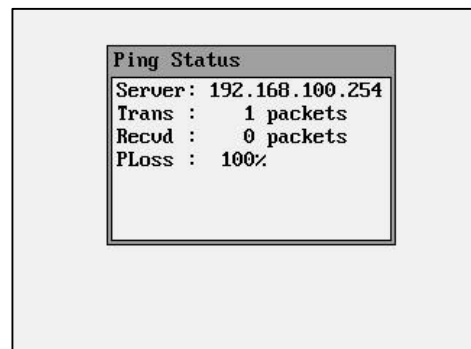 Ping Status
Server: 192.168.100.254
Trans : 1 packets
Recvd : 0 packets
PLoss : 100%